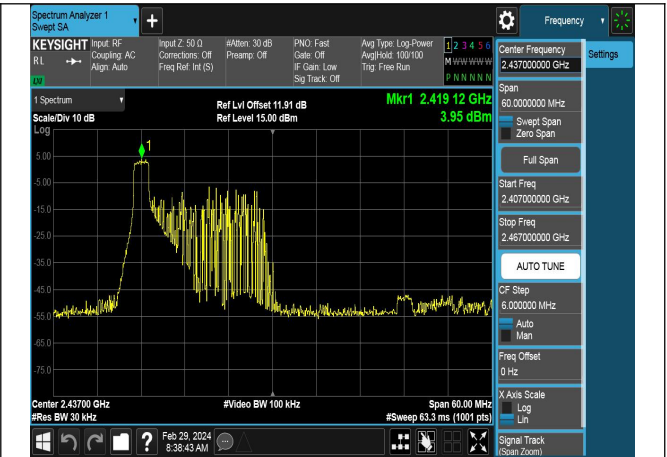 Spectrum Analyzer 1
Swept SA
Frequency
KEYSIGHT
RL
Input: RF
Coupling: AC
Align: Auto
Input Z: 50 Ω
Corrections: Off
Freq Ref: Int (S)
#Atten: 30 dB
Preamp: Off
PNO: Fast
Gate: Off
IF Gain: Low
Sig Track: Off
Avg Type: Log-Power
Avg|Hold: 100/100
Trig: Free Run
1 2 3 4 5 6
M W W W W W
P N N N N N
1 Spectrum
Scale/Div 10 dB
Log
Ref Lvl Offset 11.91 dB
Ref Level 15.00 dBm
Mkr1 2.419 12 GHz
3.95 dBm
1
5.00
-5.00
-15.0
-25.0
-35.0
-45.0
-55.0
-65.0
-75.0
Center 2.43700 GHz
#Res BW 30 kHz
#Video BW 100 kHz
Span 60.00 MHz
#Sweep 63.3 ms (1001 pts)
Feb 29, 2024
8:38:43 AM
Center Frequency
2.437000000 GHz
Settings
Span
60.0000000 MHz
Swept Span
Zero Span
Full Span
Start Freq
2.407000000 GHz
Stop Freq
2.467000000 GHz
AUTO TUNE
CF Step
6.000000 MHz
Auto
Man
Freq Offset
0 Hz
X Axis Scale
Log
Lin
Signal Track
(Span Zoom)